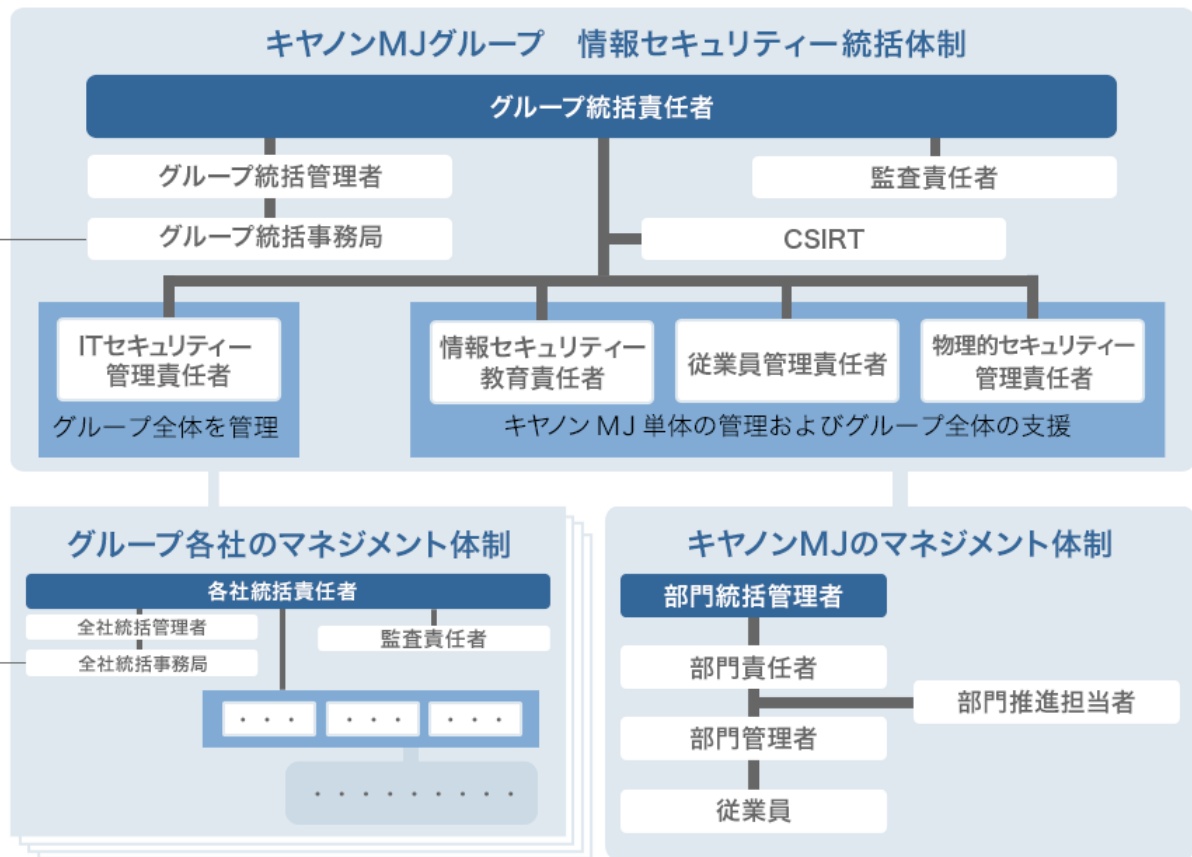 キヤノンMJグループ　情報セキュリティー統括体制
グループ統括責任者
グループ統括管理者
監査責任者
グループ統括事務局
CSIRT
ITセキュリティー
管理責任者
グループ全体を管理
情報セキュリティー
教育責任者
従業員管理責任者
物理的セキュリティー
管理責任者
キヤノンMJ単体の管理およびグループ全体の支援
グループ各社のマネジメント体制
各社統括責任者
全社統括管理者
監査責任者
全社統括事務局
・・・
・・・
・・・
・・・・・・・・・
キヤノンMJのマネジメント体制
部門統括管理者
部門責任者
部門推進担当者
部門管理者
従業員